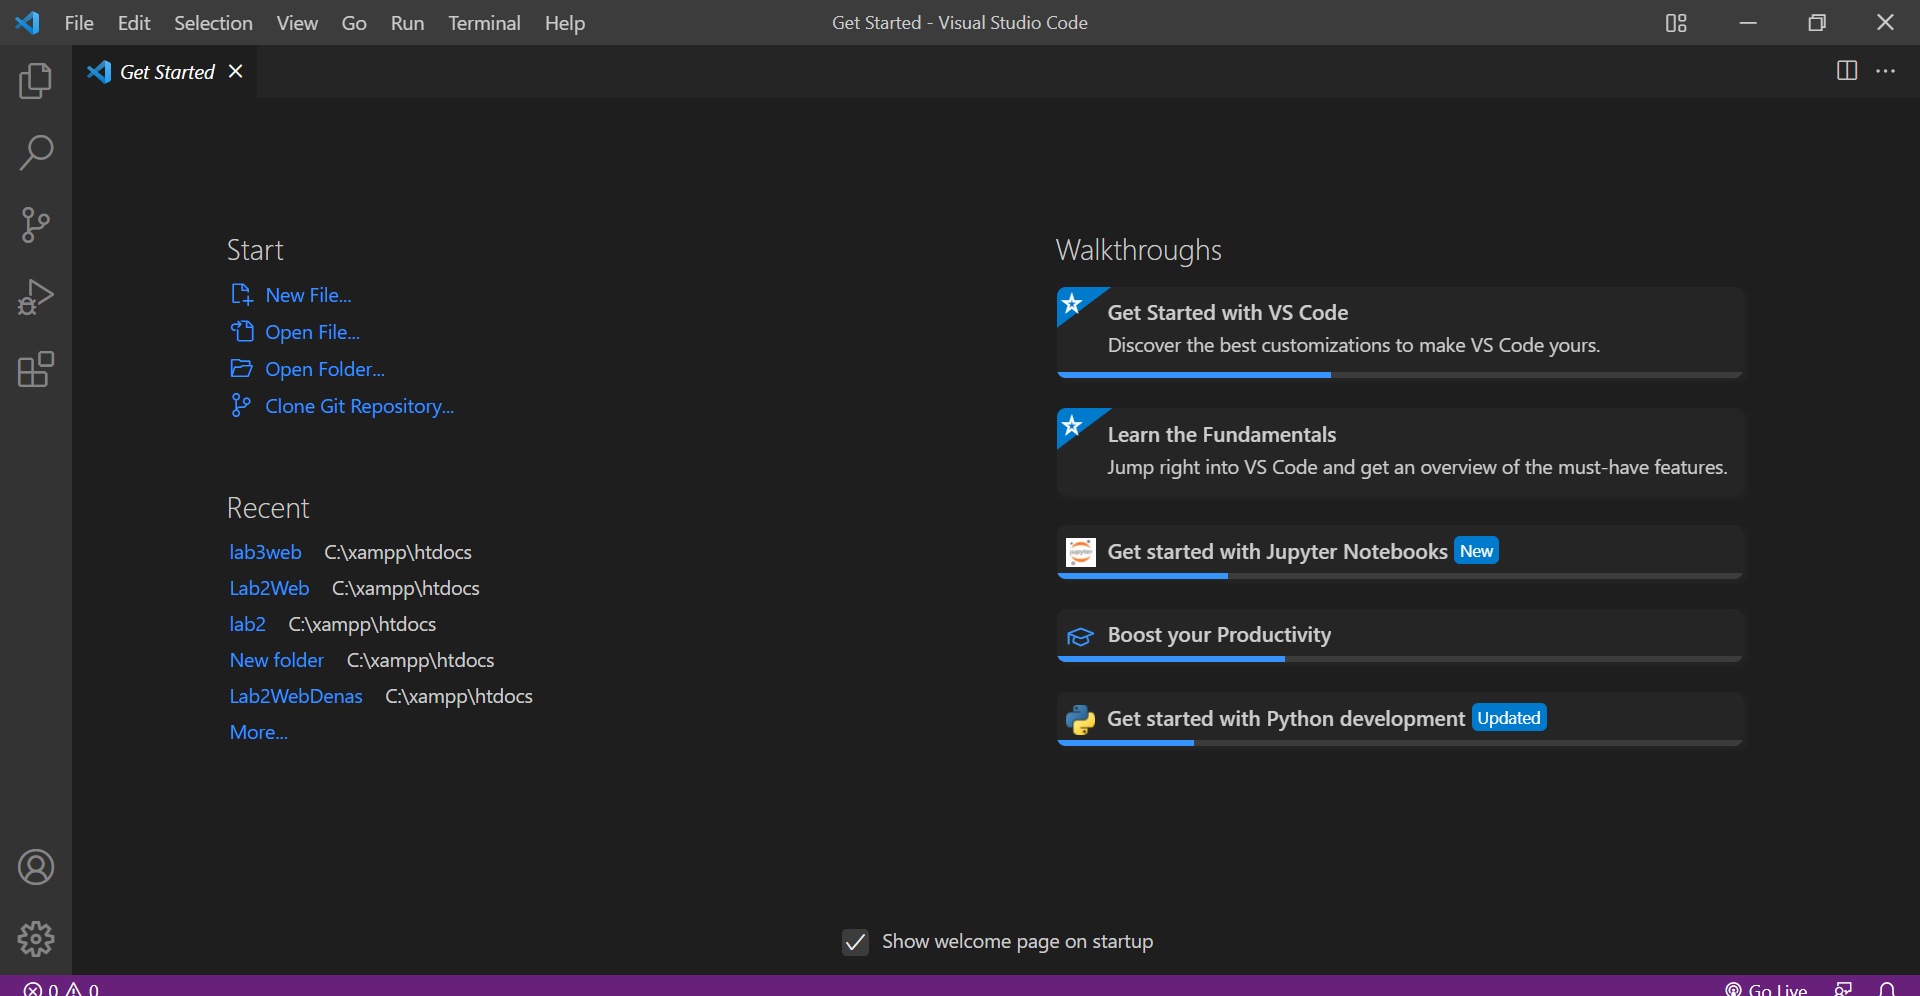 File Edit Selection View Go Run Terminal Help Get Started - Visual Studio Code
Get Started
Start
New File...
Open File...
Open Folder...
Clone Git Repository...
Recent
lab3web C:\xampp\htdocs
Lab2Web C:\xampp\htdocs
lab2 C:\xampp\htdocs
New folder C:\xampp\htdocs
Lab2WebDenas C:\xampp\htdocs
More...
Walkthroughs
Get Started with VS Code
Discover the best customizations to make VS Code yours.
Learn the Fundamentals
Jump right into VS Code and get an overview of the must-have features.
jupyter
Get started with Jupyter Notebooks New
Boost your Productivity
Get started with Python development Updated
Show welcome page on startup
0 0 Go Live